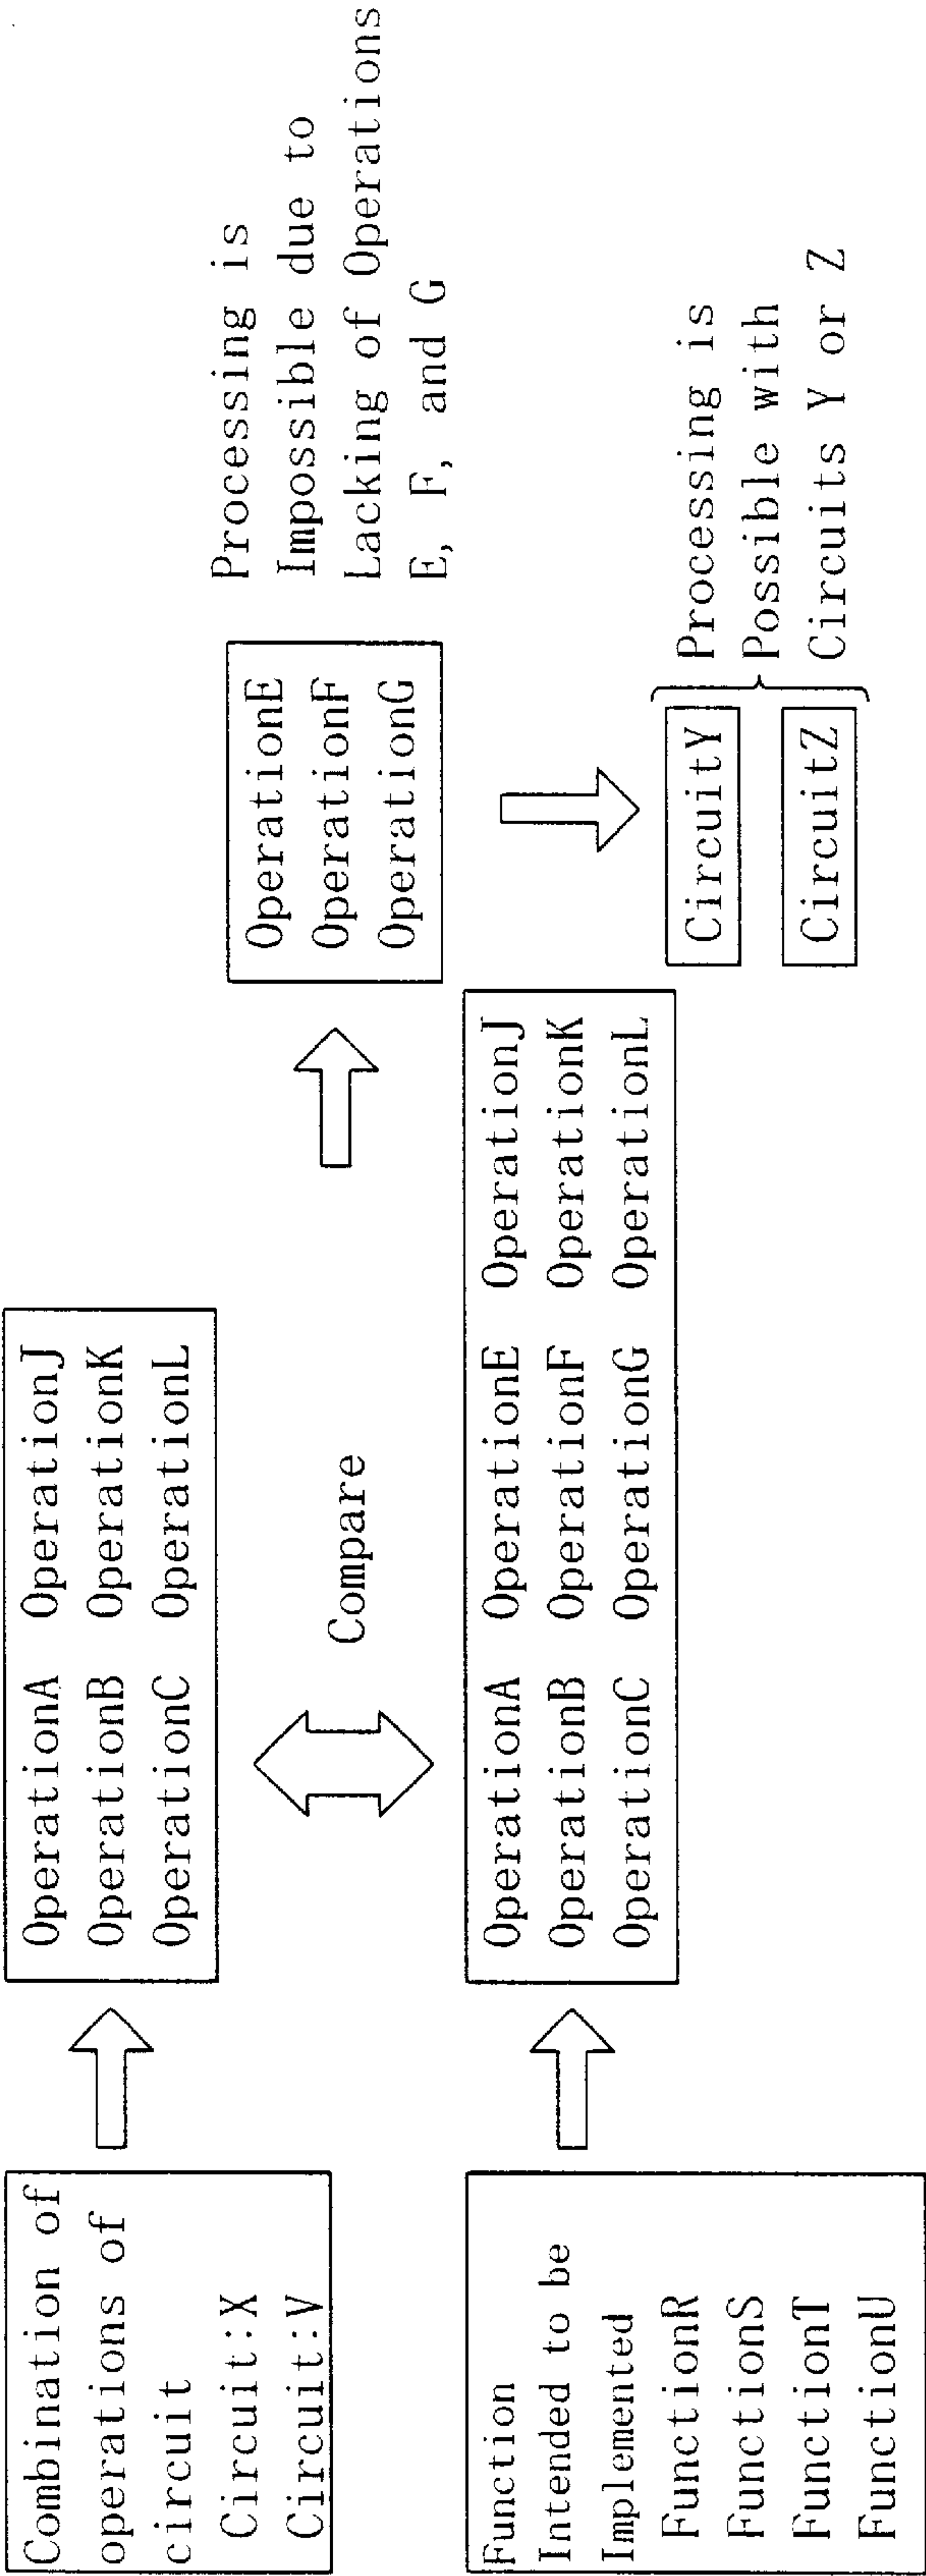 Combination of
operations of
circuit
Circuit:X
Circuit:V
OperationA OperationJ
OperationB OperationK
OperationC OperationL
Compare
Function
Intended to be
Implemented
FunctionR
FunctionS
FunctionT
FunctionU
OperationA OperationE OperationJ
OperationB OperationF OperationK
OperationC OperationG OperationL
OperationE
OperationF
OperationG
Processing is
Impossible due to
Lacking of Operations
E, F, and G
CircuitY
CircuitZ
Processing is
Possible with
Circuits Y or Z